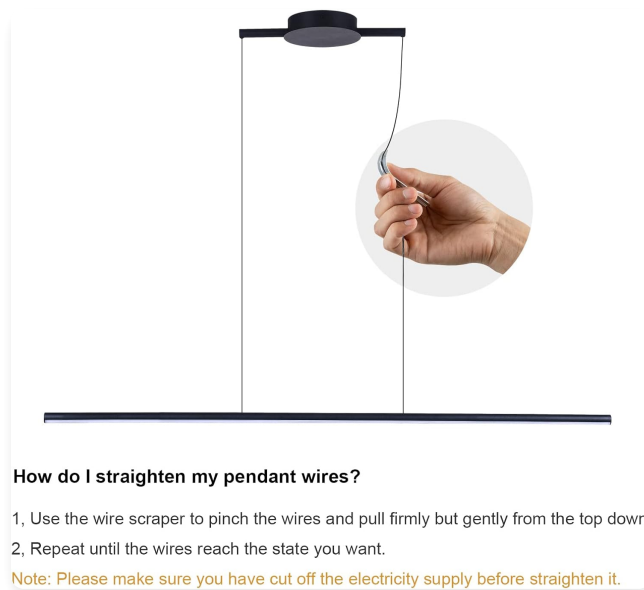 How do I straighten my pendant wires?
1, Use the wire scraper to pinch the wires and pull firmly but gently from the top down
2, Repeat until the wires reach the state you want.
Note: Please make sure you have cut off the electricity supply before straighten it.